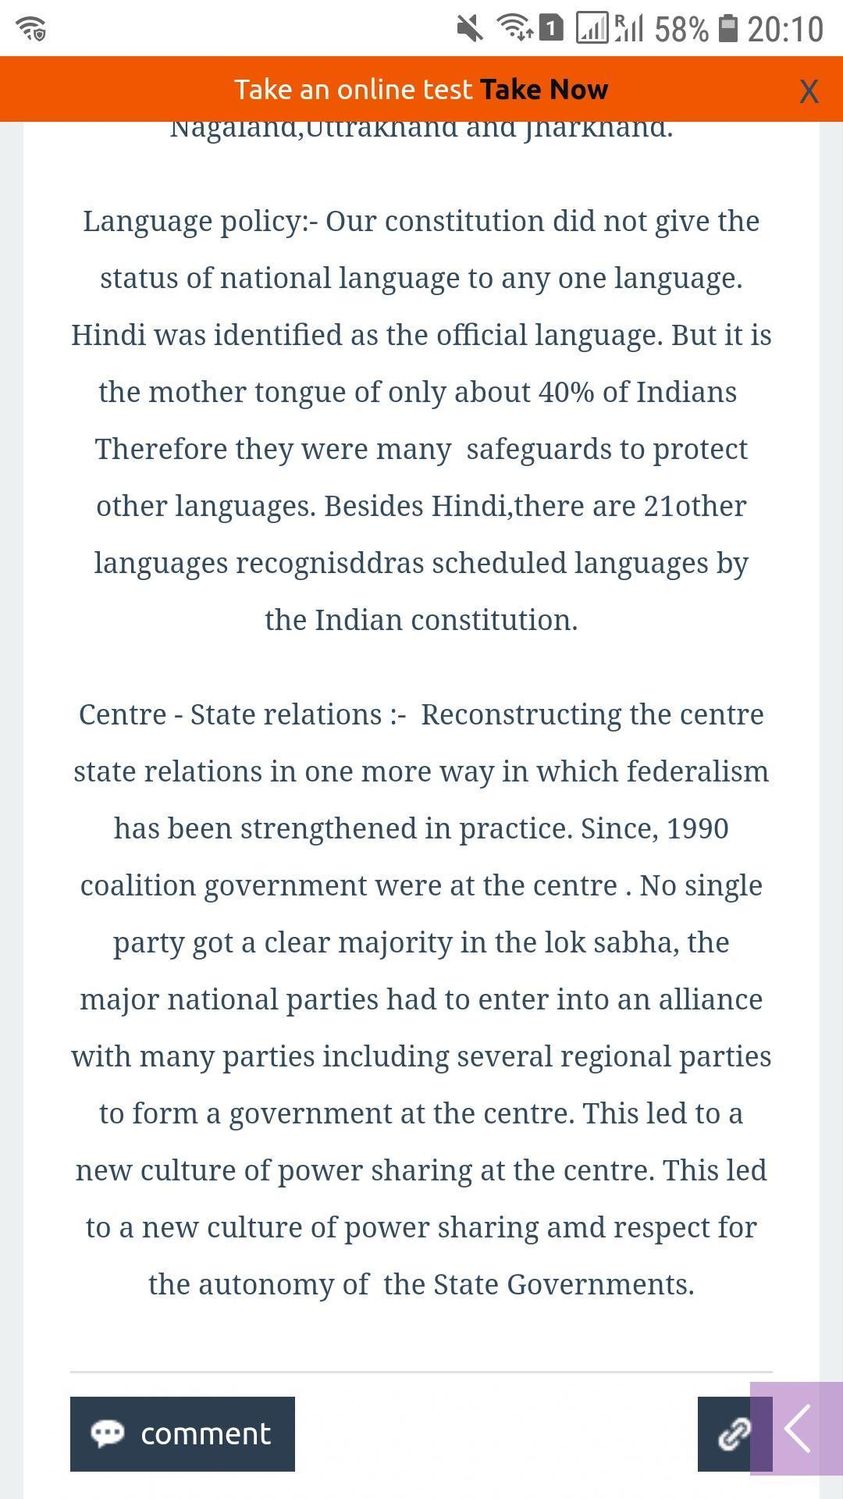 1 R 58% 20:10
Take an online test Take Now X
Nagaland,Uttrakhand and Jharkhand.
Language policy:- Our constitution did not give the
status of national language to any one language.
Hindi was identified as the official language. But it is
the mother tongue of only about 40% of Indians
Therefore they were many  safeguards to protect
other languages. Besides Hindi,there are 21other
languages recognisddras scheduled languages by
the Indian constitution.
Centre - State relations :-  Reconstructing the centre
state relations in one more way in which federalism
has been strengthened in practice. Since, 1990
coalition government were at the centre . No single
party got a clear majority in the lok sabha, the
major national parties had to enter into an alliance
with many parties including several regional parties
to form a government at the centre. This led to a
new culture of power sharing at the centre. This led
to a new culture of power sharing amd respect for
the autonomy of  the State Governments.
comment